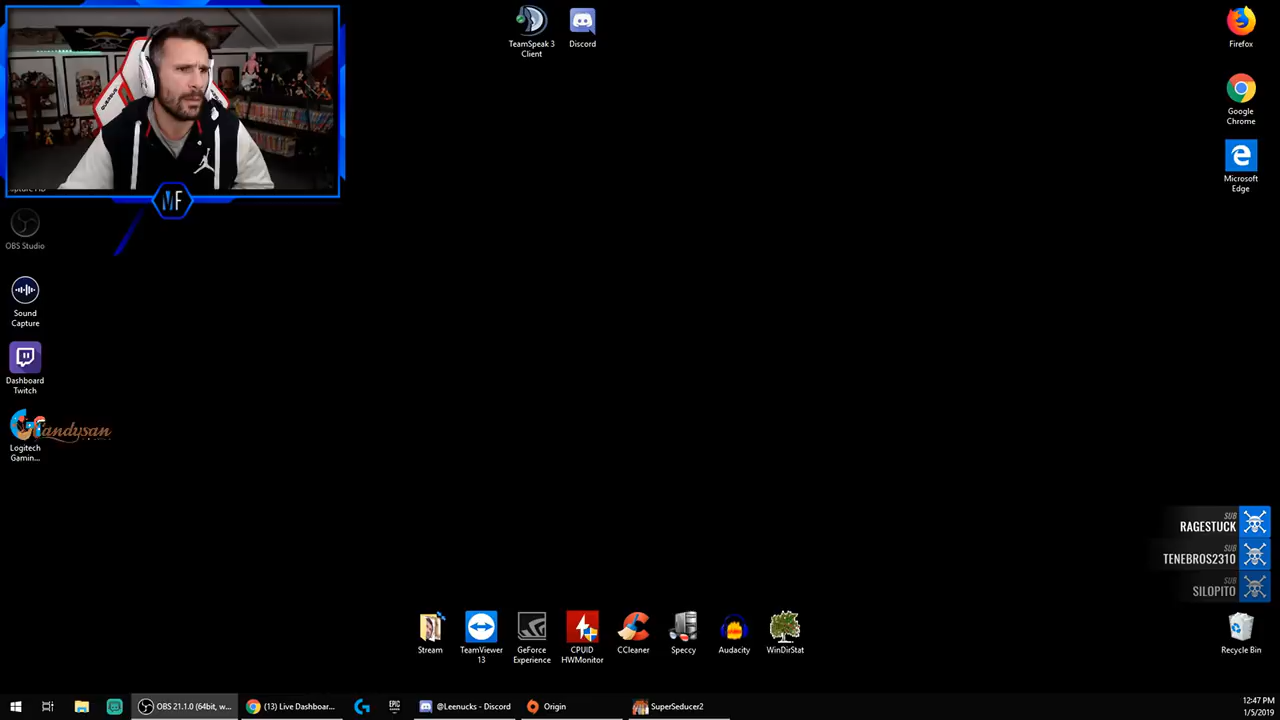 TeamSpeak 3
Client
Discord
Firefox
Google
Chrome
Microsoft
Edge
MF
OBS Studio
Sound
Capture
Dashboard
Twitch
Handysan
Logitech
Gamin...
SUB
RAGESTUCK
SUB
TENEBROS2310
SUB
SILOPITO
Stream
TeamViewer
13
GeForce
Experience
CPUID
HWMonitor
CCleaner
Speccy
Audacity
WinDirStat
Recycle Bin
OBS 21.1.0 (64bit, w...
(13) Live Dashboar...
EPIC
@Leenucks - Discord
Origin
SuperSeducer2
12:47 PM
1/5/2019